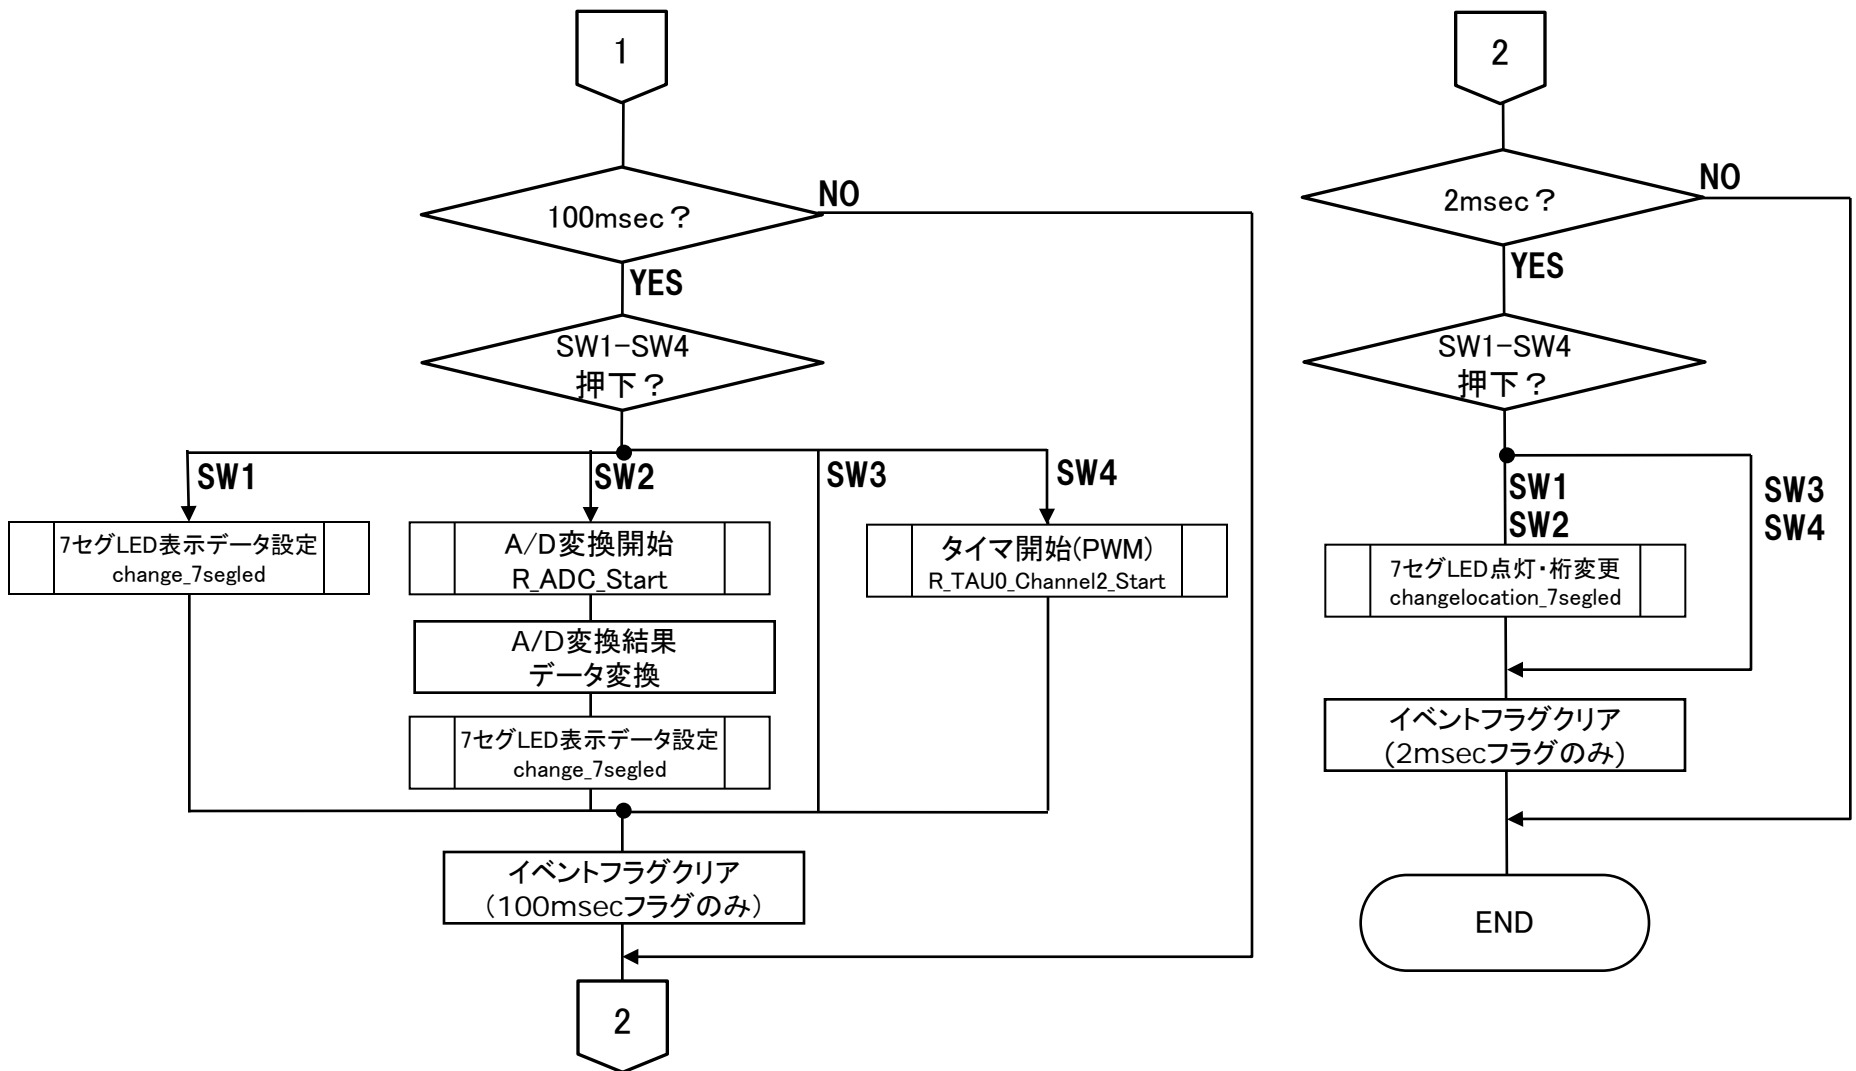 1
100msec？
NO
YES
SW1-SW4
押下？
SW1
SW2
SW3
SW4
7セグLED表示データ設定
change_7segled
A/D変換開始
R_ADC_Start
A/D変換結果
データ変換
7セグLED表示データ設定
change_7segled
タイマ開始(PWM)
R_TAU0_Channel2_Start
イベントフラグクリア
(100msecフラグのみ)
2
2
2msec？
NO
YES
SW1-SW4
押下？
SW1
SW2
SW3
SW4
7セグLED点灯・桁変更
changelocation_7segled
イベントフラグクリア
(2msecフラグのみ)
END